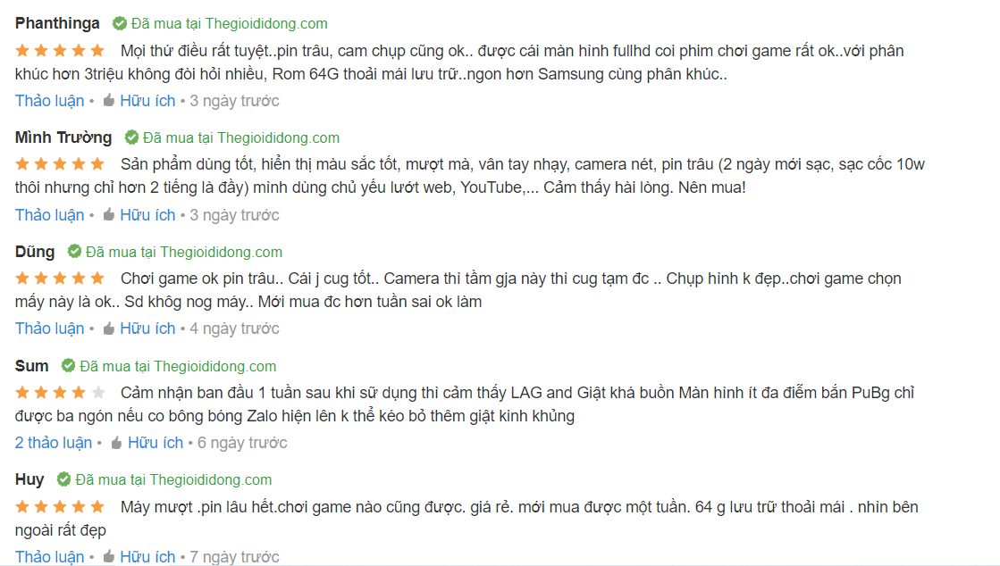 Phanthinga Đã mua tại Thegioididong.com
Mọi thứ điều rất tuyệt..pin trâu, cam chụp cũng ok.. được cái màn hình fullhd coi phim chơi game rất ok..với phân
khúc hơn 3triệu không đòi hỏi nhiều, Rom 64G thoải mái lưu trữ..ngon hơn Samsung cùng phân khúc..
Thảo luận • Hữu ích • 3 ngày trước
Mình Trường Đã mua tại Thegioididong.com
Sản phẩm dùng tốt, hiển thị màu sắc tốt, mượt mà, vân tay nhạy, camera nét, pin trâu (2 ngày mới sạc, sạc cốc 10w
thôi nhưng chỉ hơn 2 tiếng là đầy) mình dùng chủ yếu lướt web, YouTube,... Cảm thấy hài lòng. Nên mua!
Thảo luận • Hữu ích • 3 ngày trước
Dũng Đã mua tại Thegioididong.com
Chơi game ok pin trâu.. Cái j cug tốt.. Camera thì tầm gja này thì cug tạm đc .. Chụp hình k đẹp..chơi game chọn
mấy này là ok.. Sd khôg nog máy.. Mới mua đc hơn tuần sai ok làm
Thảo luận • Hữu ích • 4 ngày trước
Sum Đã mua tại Thegioididong.com
Cảm nhận ban đầu 1 tuần sau khi sữ dụng thì cảm thấy LAG and Giật khá buồn Màn hình ít đa điễm bắn PuBg chỉ
được ba ngón nếu co bông bóng Zalo hiện lên k thể kéo bỏ thêm giật kinh khủng
2 thảo luận • Hữu ích • 6 ngày trước
Huy Đã mua tại Thegioididong.com
Máy mượt .pin lâu hết.chơi game nào cũng được. giá rẻ. mới mua được một tuần. 64 g lưu trữ thoải mái . nhìn bên
ngoài rất đẹp
Thảo luận • Hữu ích • 7 ngày trước